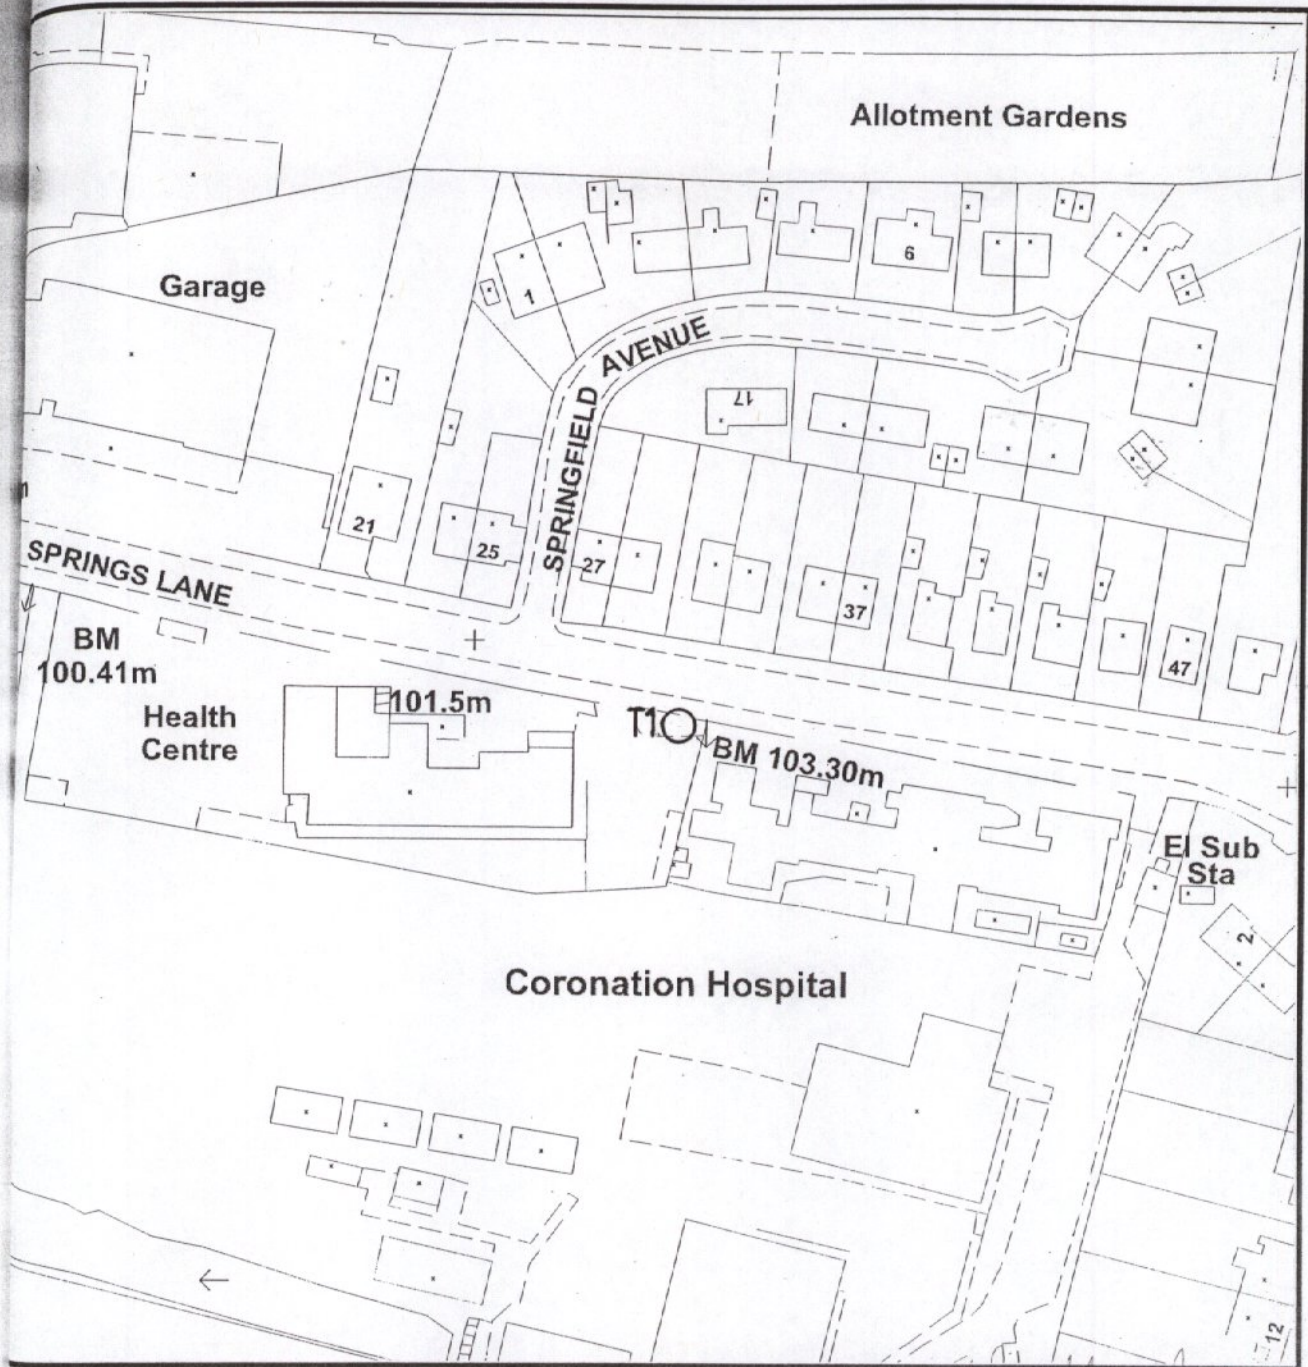 Allotment Gardens
Garage
1
6
SPRINGFIELD AVENUE
17
21
25
27
37
47
SPRINGS LANE
BM
100.41m
101.5m
Health
Centre
T1
BM 103.30m
El Sub
Sta
2
Coronation Hospital
12